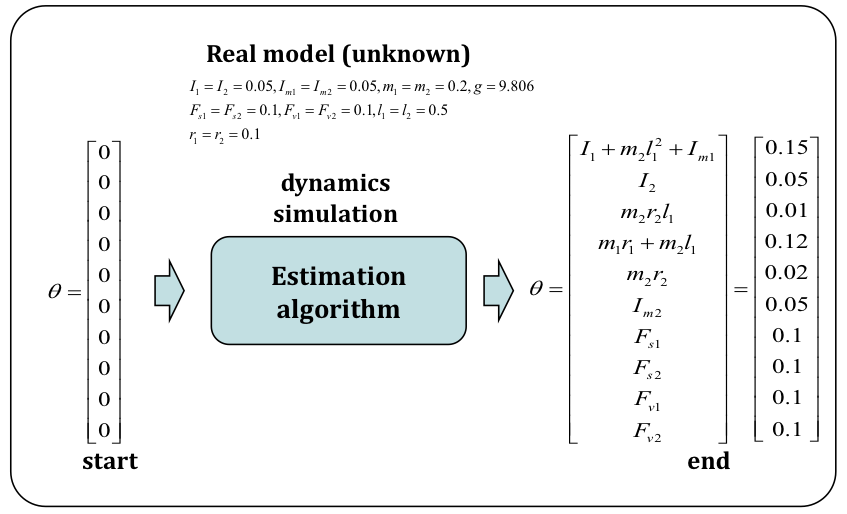 Real model (unknown)
I₁ = I₂ = 0.05, Iₘ₁ = Iₘ₂ = 0.05, m₁ = m₂ = 0.2, g = 9.806
Fₛ₁ = Fₛ₂ = 0.1, Fᵥ₁ = Fᵥ₂ = 0.1, l₁ = l₂ = 0.5
r₁ = r₂ = 0.1
θ =
0
0
0
0
0
0
0
0
0
0
start
dynamics
simulation
Estimation
algorithm
θ =
I₁ + m₂l₁² + Iₘ₁
I₂
m₂r₂l₁
m₁r₁ + m₂l₁
m₂r₂
Iₘ₂
Fₛ₁
Fₛ₂
Fᵥ₁
Fᵥ₂
=
0.15
0.05
0.01
0.12
0.02
0.05
0.1
0.1
0.1
0.1
end